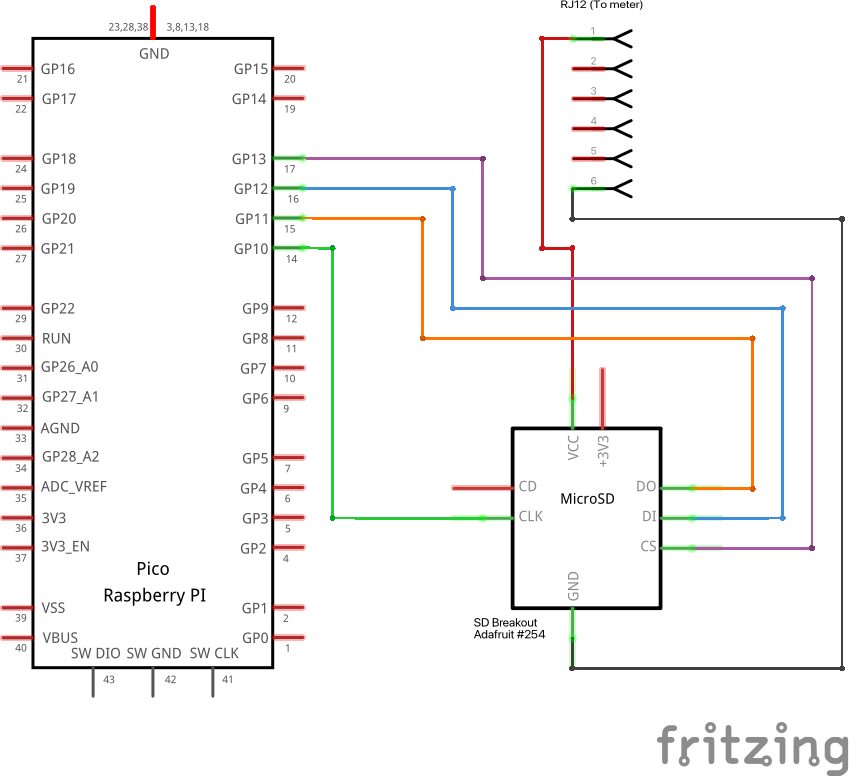 RJ12 (To meter)
23,28,38 3,8,13,18
GND
GP16 21
GP17 22
GP18 24
GP19 25
GP20 26
GP21 27
GP22 29
RUN 30
GP26_A0 31
GP27_A1 32
AGND 33
GP28_A2 34
ADC_VREF 35
3V3 36
3V3_EN 37
VSS 39
VBUS 40
GP15 20
GP14 19
GP13 17
GP12 16
GP11 15
GP10 14
GP9 12
GP8 11
GP7 10
GP6 9
GP5 7
GP4 6
GP3 5
GP2 4
GP1 2
GP0 1
Pico
Raspberry PI
SW DIO SW GND SW CLK
43 42 41
1
2
3
4
5
6
VCC
+3V3
CD
CLK
MicroSD
DO
DI
CS
GND
SD Breakout
Adafruit #254
fritzing